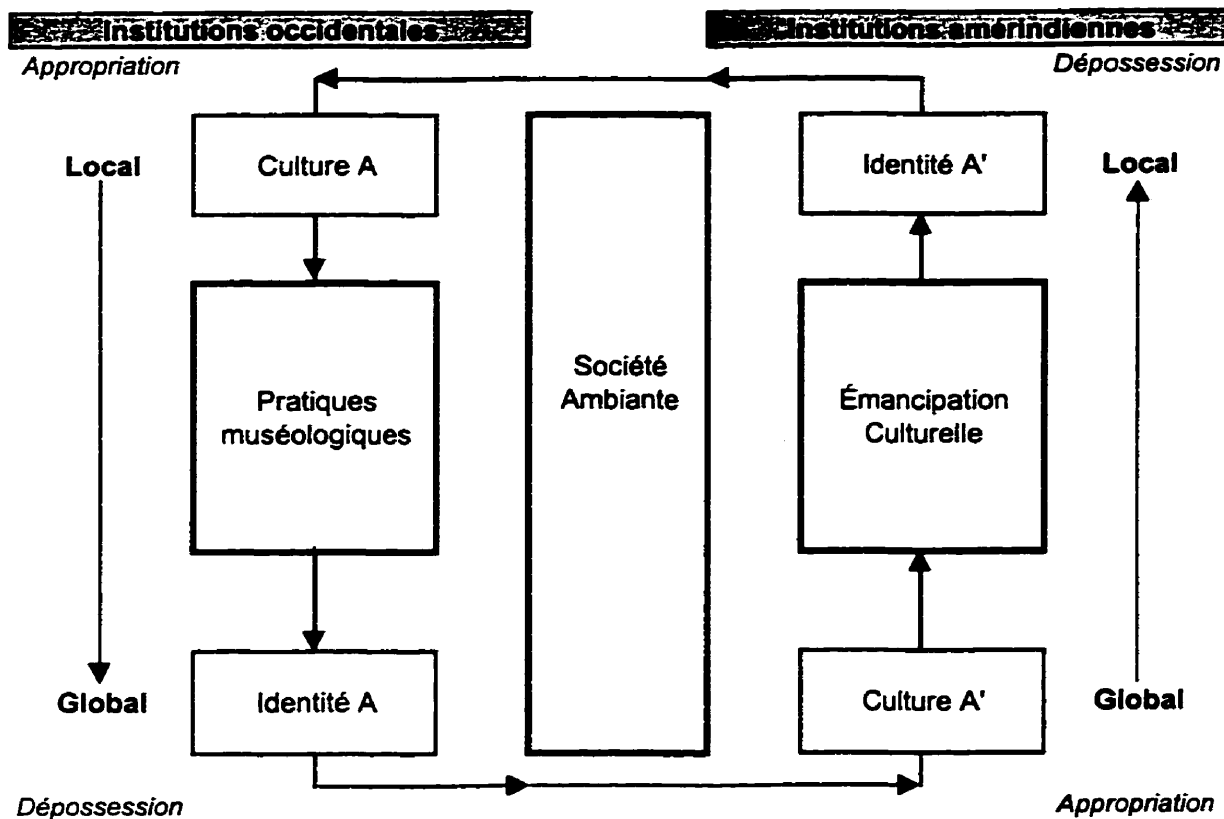 Institutions occidentales
Institutions amérindiennes
Appropriation
Dépossession
Local
Culture A
Identité A'
Local
Pratiques
muséologiques
Société
Ambiante
Émancipation
Culturelle
Global
Identité A
Culture A'
Global
Dépossession
Appropriation